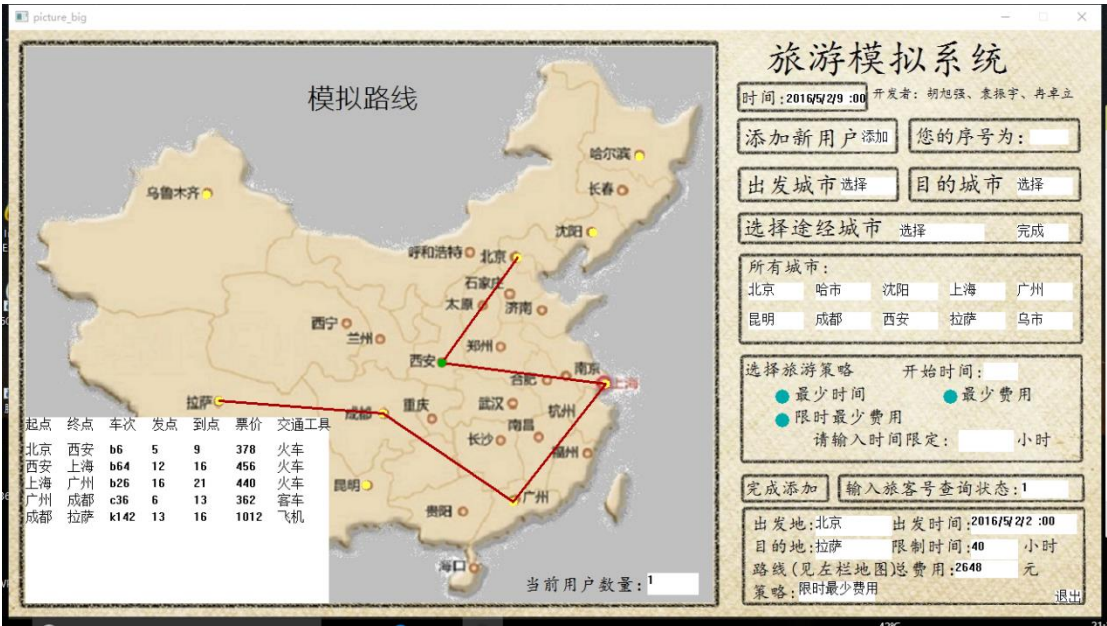 picture_big
旅游模拟系统
时间:2016/5/2/9 :00
开发者: 胡旭强、袁振宇、冉卓立
添加新用户 添加 您的序号为:
出发城市 选择 目的城市 选择
选择途经城市 选择 完成
所有城市:
北京 哈市 沈阳 上海 广州
昆明 成都 西安 拉萨 乌市
选择旅游策略 开始时间:
最少时间 最少费用
限时最少费用
请输入时间限定: 小时
完成添加 输入旅客号查询状态:1
出发地:北京 出发时间:2016/5/2/2 :00
目的地:拉萨 限制时间:40 小时
路线(见左栏地图)总费用:2648 元
策略:限时最少费用
退出
模拟路线
哈尔滨
乌鲁木齐
长春
沈阳
呼和浩特 北京
石家庄
太原 济南
西宁
兰州
郑州
西安
南京
合肥 上海
拉萨
成都 重庆 武汉 杭州
南昌
长沙
福州
昆明
广州
贵阳
海口
起点 终点 车次 发点 到点 票价 交通工具
北京 西安 b6 5 9 378 火车
西安 上海 b64 12 16 456 火车
上海 广州 b26 16 21 440 火车
广州 成都 c36 6 13 362 客车
成都 拉萨 k142 13 16 1012 飞机
当前用户数量:1